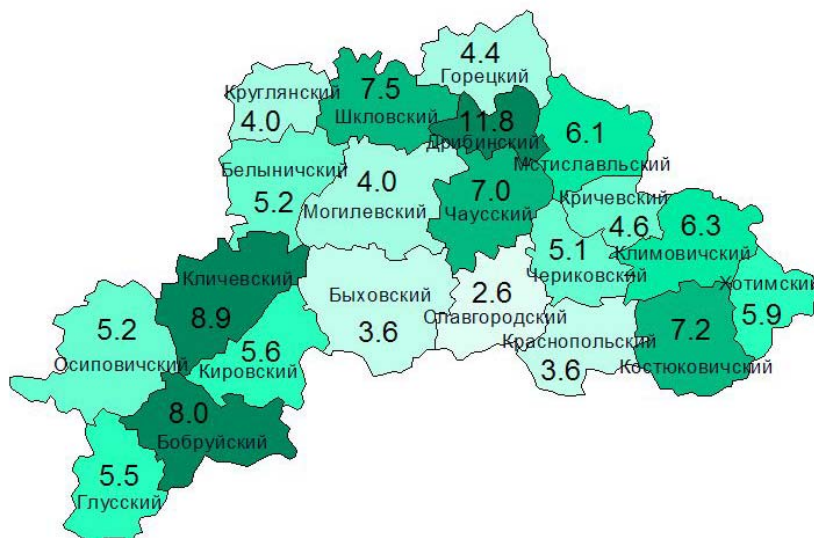 4.4
Горецкий
7.5
Шкловский
Круглянский
4.0
11.8
Дрибинский
6.1
Мстиславльский
Белыничский
5.2
4.0
Могилевский
7.0
Чаусский
Кричевский
4.6
6.3
Климовичский
5.1
Чериковский
Хотимский
5.9
Кличевский
8.9
Быховский
3.6
2.6
Славгородский
Краснопольский
3.6
7.2
Костюковичский
5.2
Осиповичский
5.6
Кировский
8.0
Бобруйский
5.5
Глусский